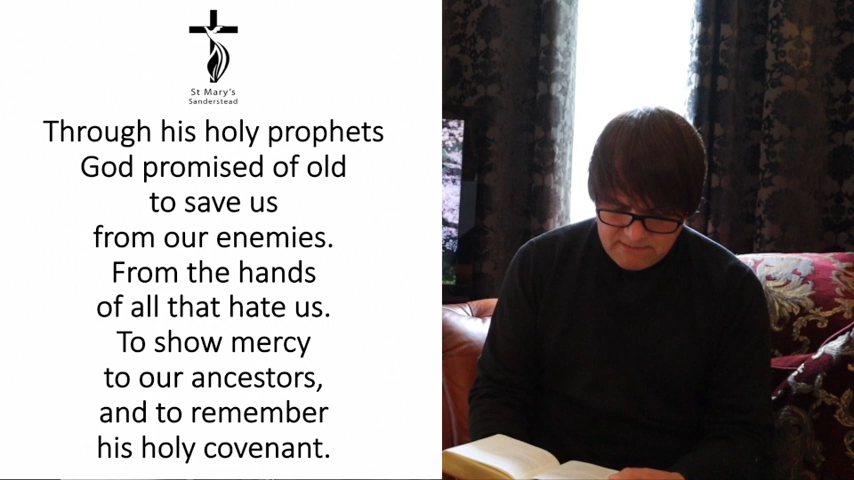 St Mary's
Sanderstead
Through his holy prophets
God promised of old
to save us
from our enemies.
From the hands
of all that hate us.
To show mercy
to our ancestors,
and to remember
his holy covenant.